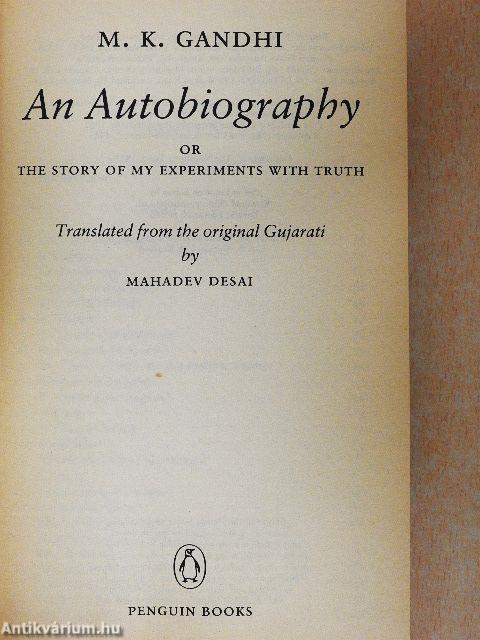 M. K. GANDHI
An Autobiography
OR
THE STORY OF MY EXPERIMENTS WITH TRUTH
Translated from the original Gujarati
by
MAHADEV DESAI
PENGUIN BOOKS
Antikvárium.hu